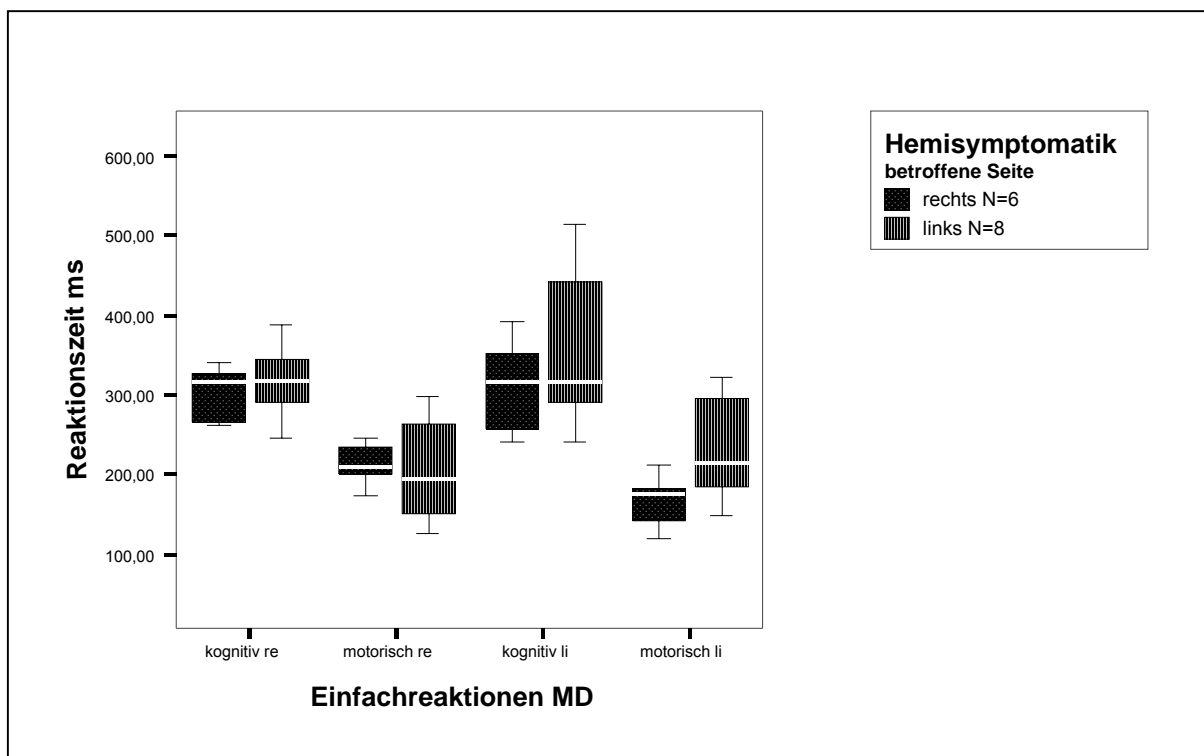 Reaktionszeit ms
600,00
500,00
400,00
300,00
200,00
100,00
kognitiv re
motorisch re
kognitiv li
motorisch li
Einfachreaktionen MD
Hemisymptomatik
betroffene Seite
rechts N=6
links N=8